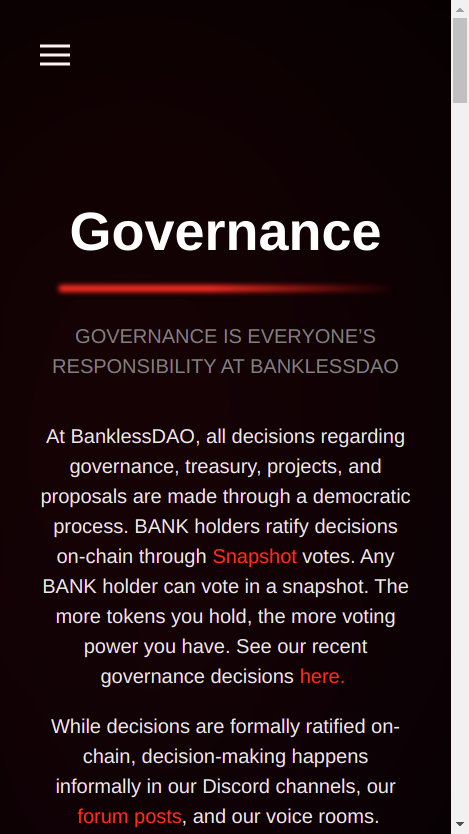 Governance
GOVERNANCE IS EVERYONE’S
RESPONSIBILITY AT BANKLESSDAO
At BanklessDAO, all decisions regarding
governance, treasury, projects, and
proposals are made through a democratic
process. BANK holders ratify decisions
on-chain through Snapshot votes. Any
BANK holder can vote in a snapshot. The
more tokens you hold, the more voting
power you have. See our recent
governance decisions here.
While decisions are formally ratified on-
chain, decision-making happens
informally in our Discord channels, our
forum posts, and our voice rooms.